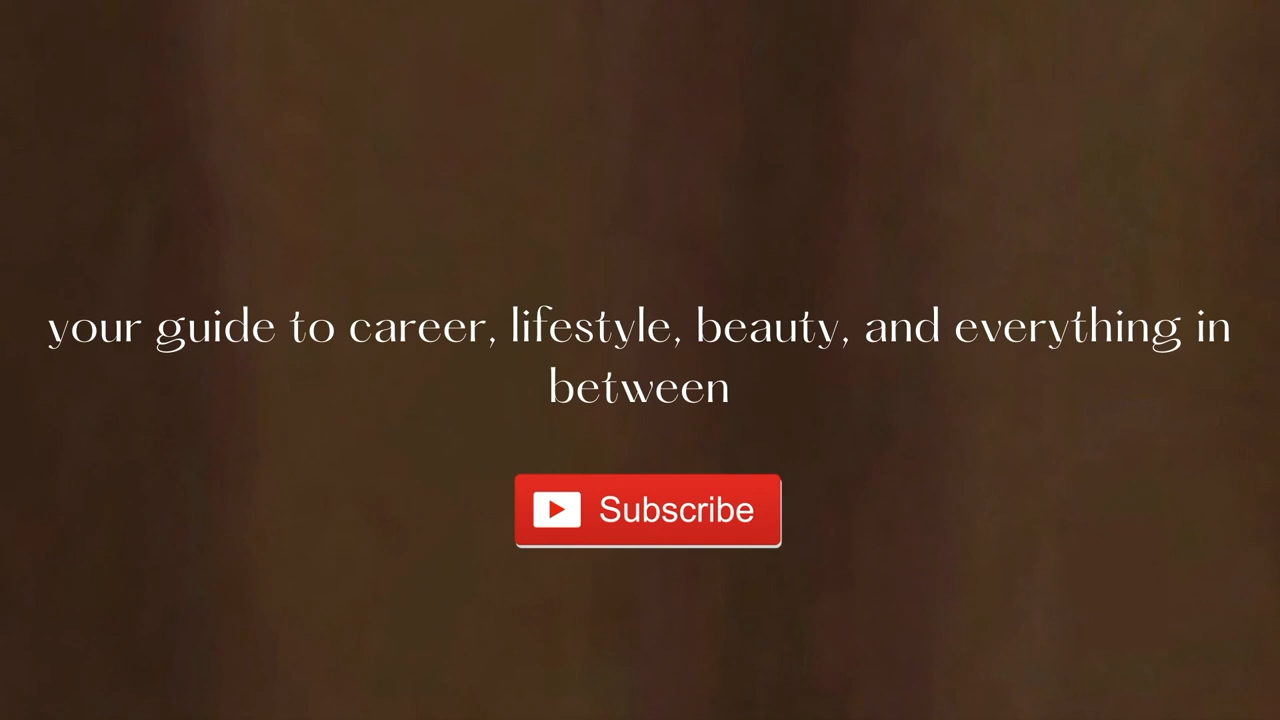 your guide to career, lifestyle, beauty, and everything in
between
Subscribe